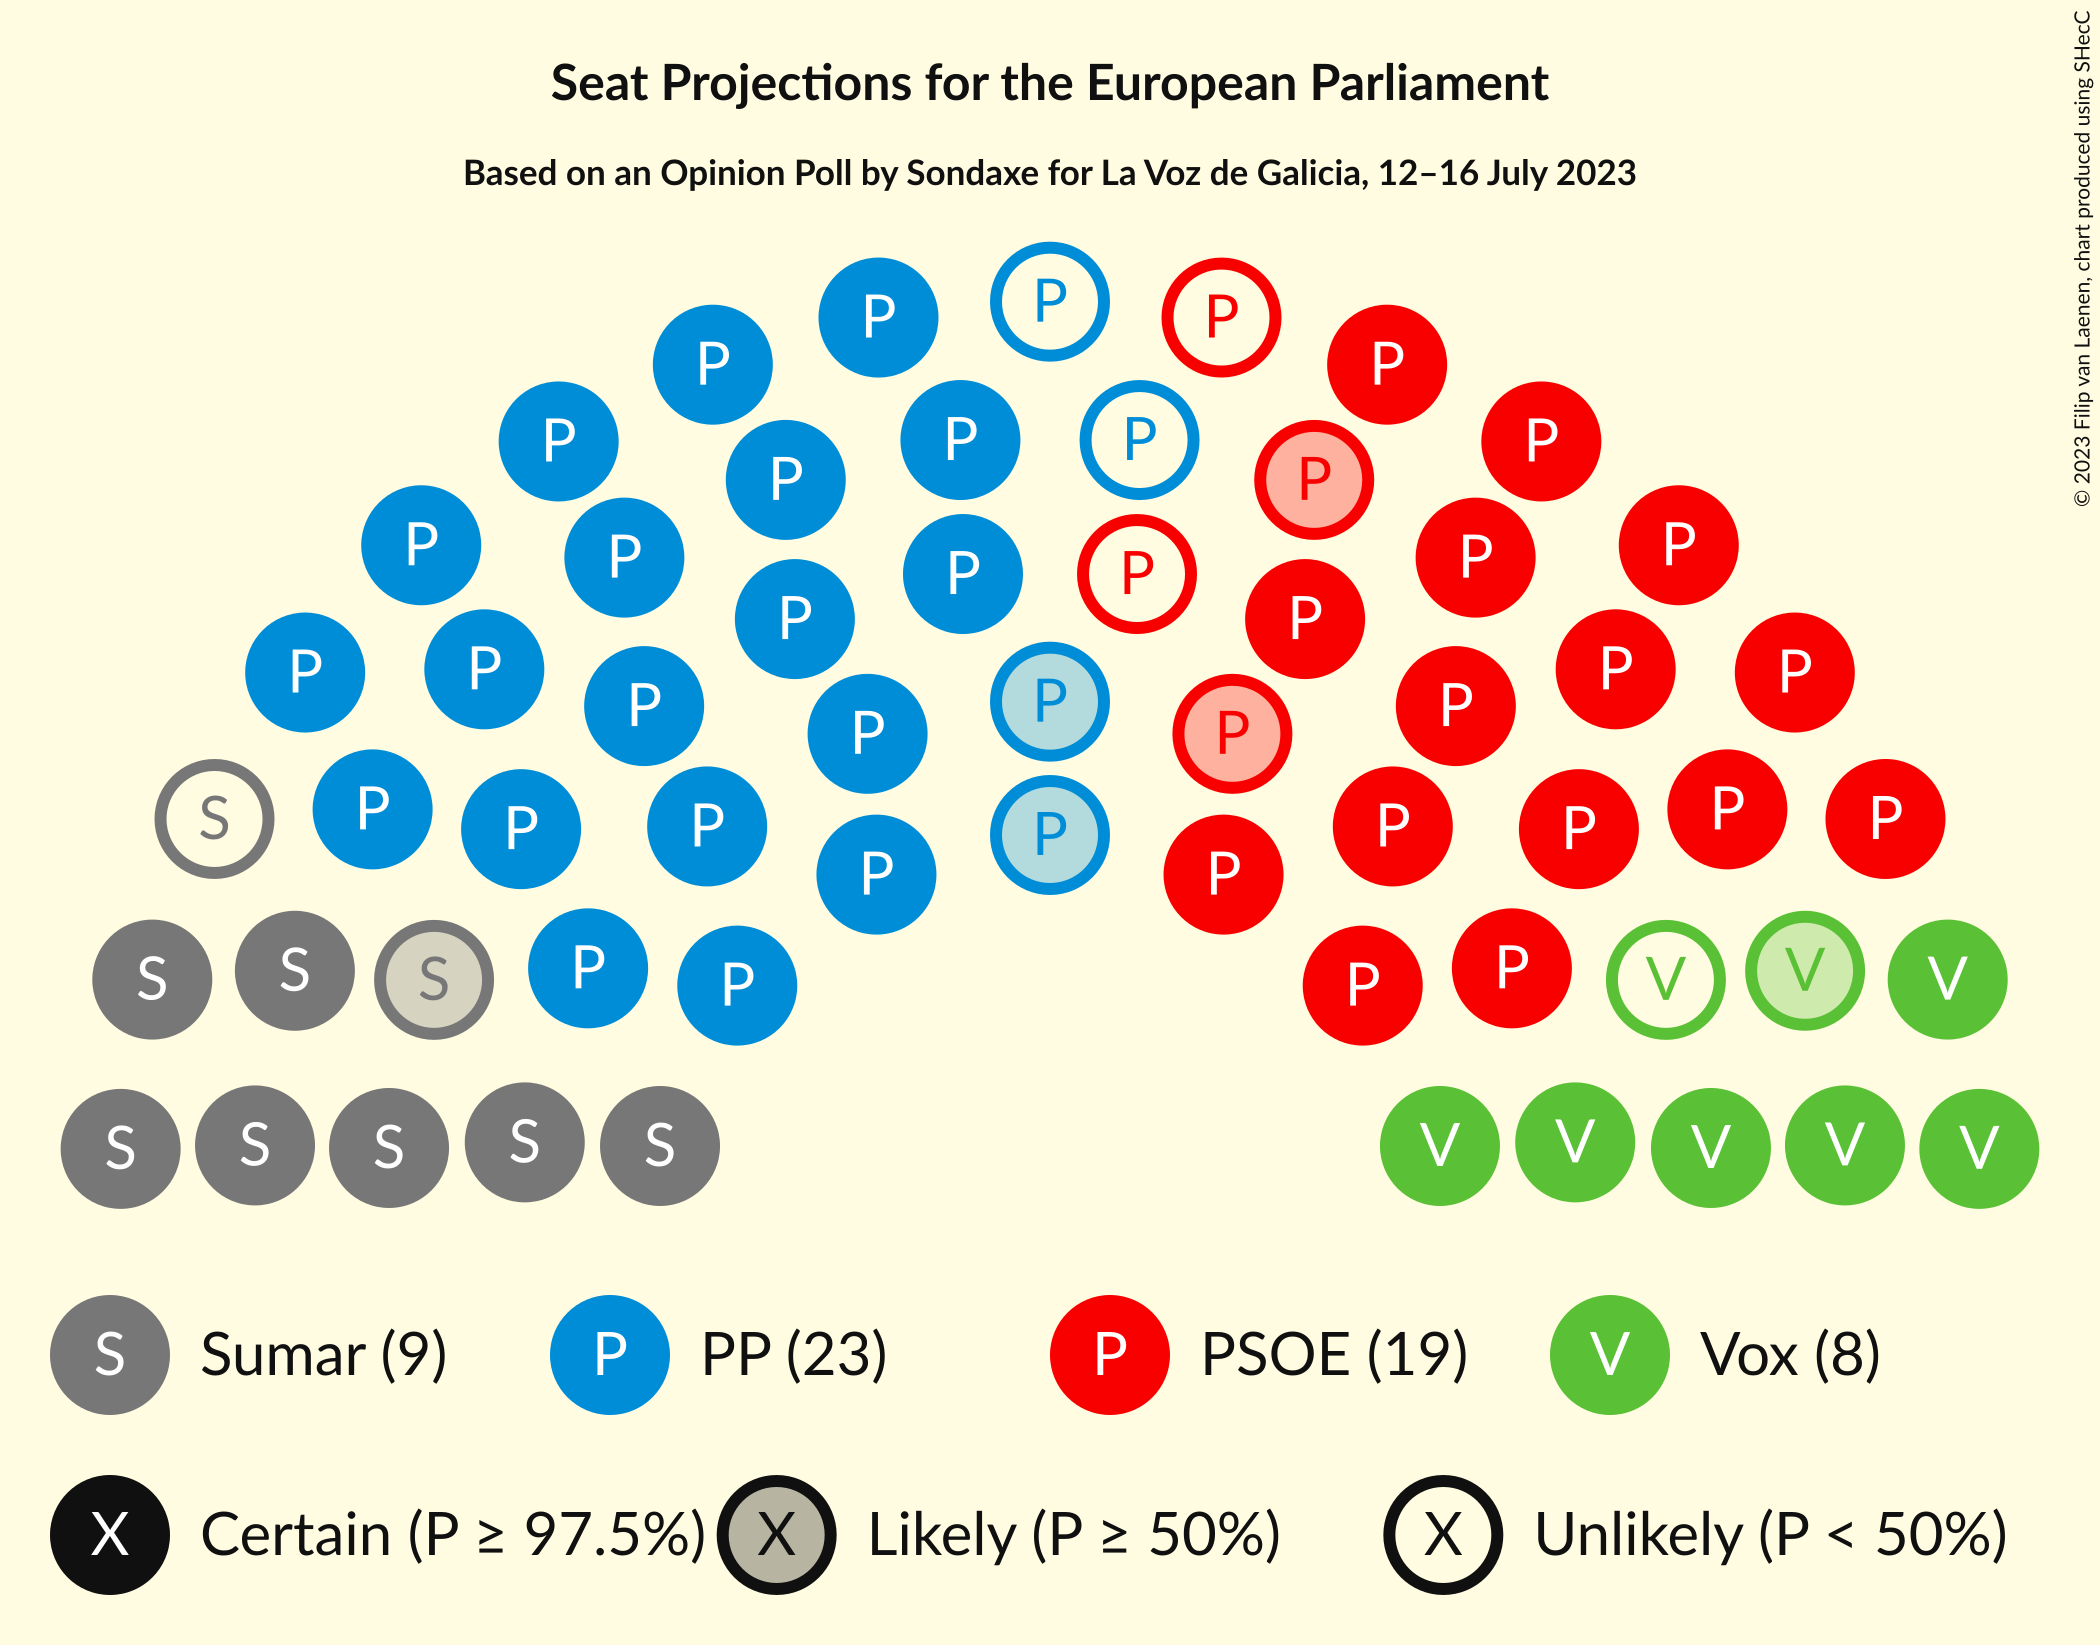 Seat Projections for the European Parliament
Based on an Opinion Poll by Sondaxe for La Voz de Galicia, 12–16 July 2023
© 2023 Filip van Laenen, chart produced using SHecC
P P P P P
P P P P P P
P P P P P P
P P P P P P
P P P P P P
P P P P P P
S P P P P P P P P P P
S S S P P P P V V V
S S S S S V V V V V
S Sumar (9) P PP (23) P PSOE (19) V Vox (8)
X Certain (P ≥ 97.5%) X Likely (P ≥ 50%) X Unlikely (P < 50%)